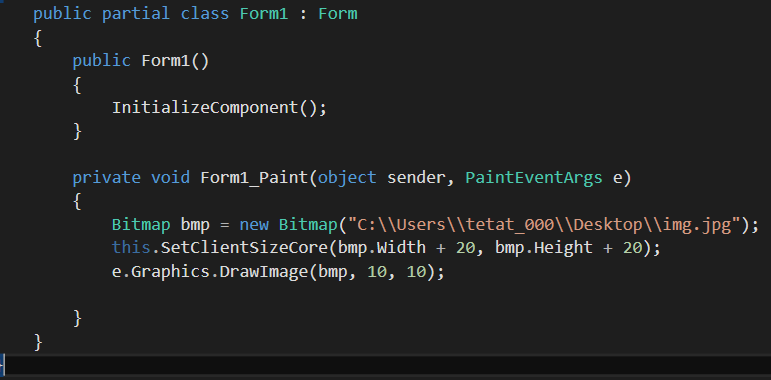 public partial class Form1 : Form
{
    public Form1()
    {
        InitializeComponent();
    }

    private void Form1_Paint(object sender, PaintEventArgs e)
    {
        Bitmap bmp = new Bitmap("C:\\Users\\tetat_000\\Desktop\\img.jpg");
        this.SetClientSizeCore(bmp.Width + 20, bmp.Height + 20);
        e.Graphics.DrawImage(bmp, 10, 10);

    }
}